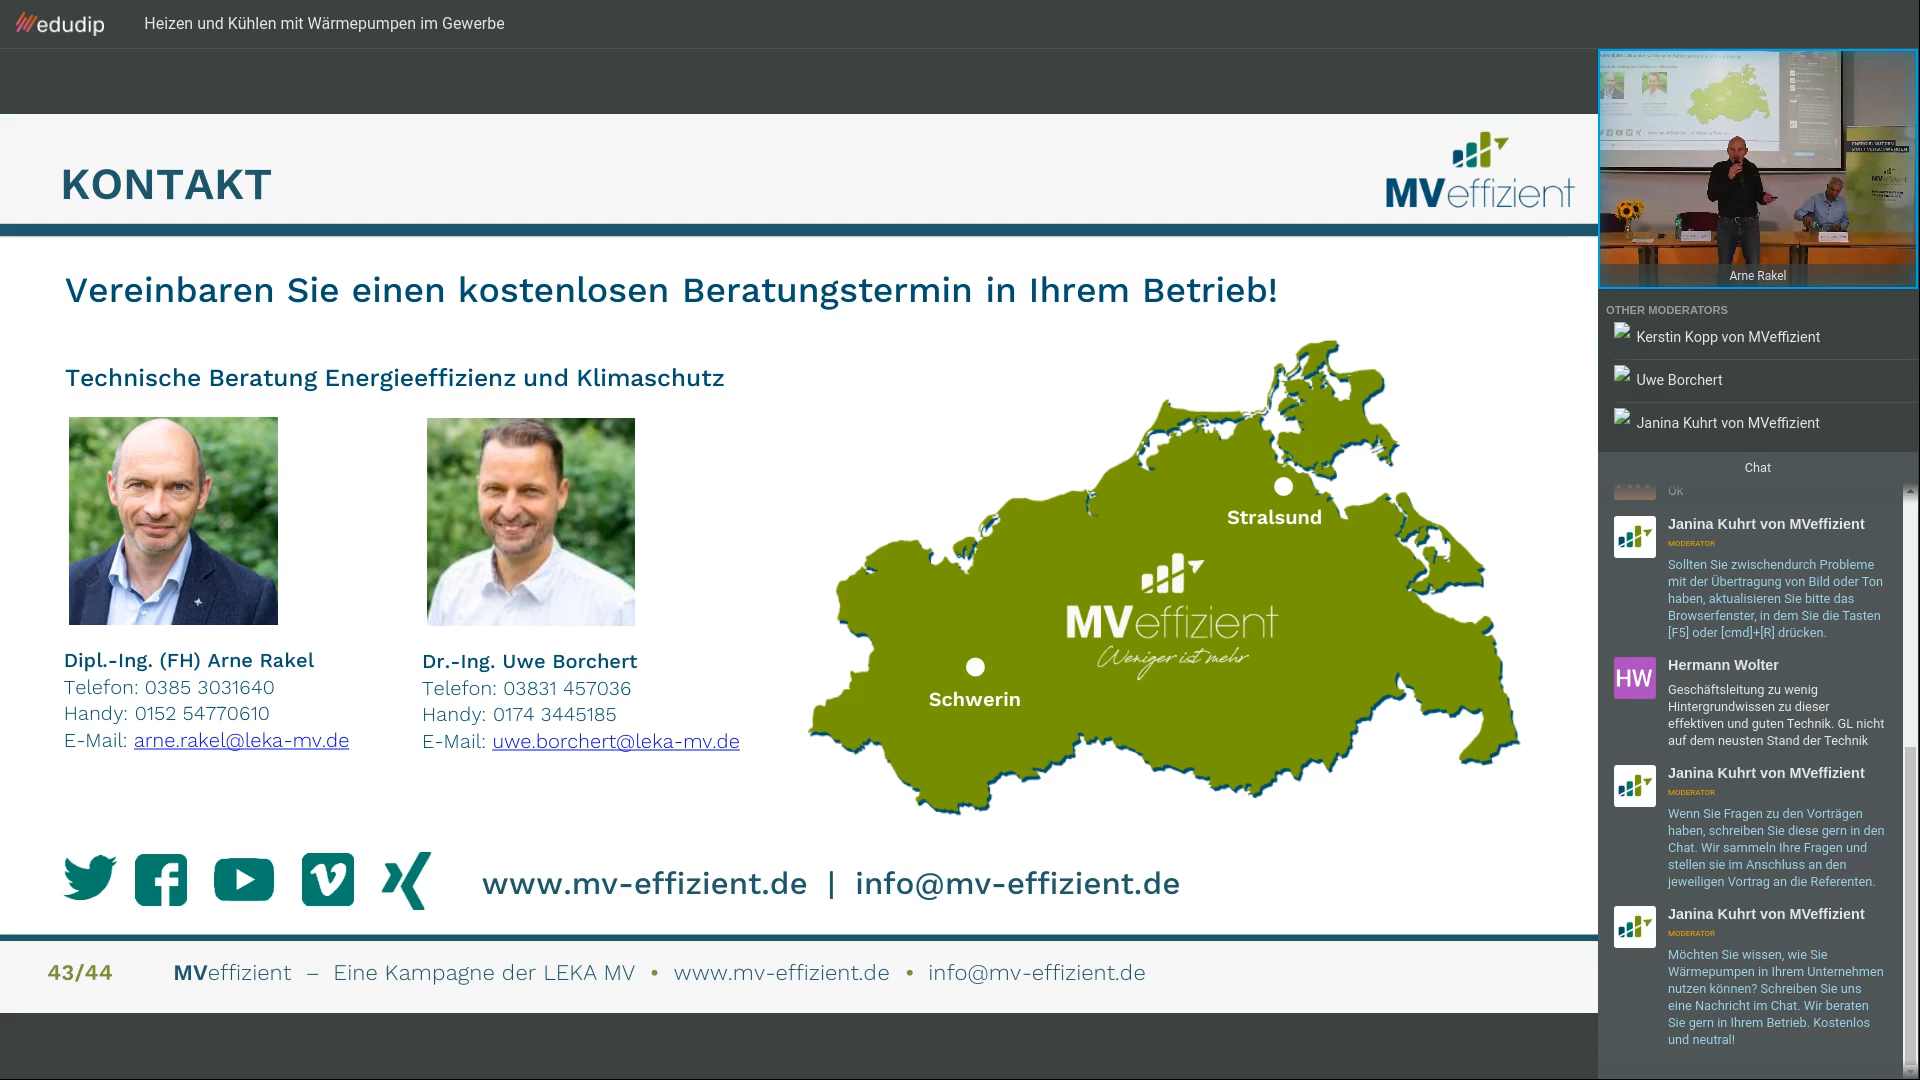 edudip
Heizen und Kühlen mit Wärmepumpen im Gewerbe
KONTAKT
MVeffizient
Vereinbaren Sie einen kostenlosen Beratungstermin in Ihrem Betrieb!
Technische Beratung Energieeffizienz und Klimaschutz
Dipl.-Ing. (FH) Arne Rakel
Telefon: 0385 3031640
Handy: 0152 54770610
E-Mail: arne.rakel@leka-mv.de
Dr.-Ing. Uwe Borchert
Telefon: 03831 457036
Handy: 0174 3445185
E-Mail: uwe.borchert@leka-mv.de
Stralsund
MVeffizient
Weniger ist mehr
Schwerin
www.mv-effizient.de | info@mv-effizient.de
43/44
MVeffizient – Eine Kampagne der LEKA MV • www.mv-effizient.de • info@mv-effizient.de
Arne Rakel
OTHER MODERATORS
Kerstin Kopp von MVeffizient
Uwe Borchert
Janina Kuhrt von MVeffizient
Chat
Ok
Janina Kuhrt von MVeffizient
MODERATOR
Sollten Sie zwischendurch Probleme
mit der Übertragung von Bild oder Ton
haben, aktualisieren Sie bitte das
Browserfenster, in dem Sie die Tasten
[F5] oder [cmd]+[R] drücken.
HW
Hermann Wolter
Geschäftsleitung zu wenig
Hintergrundwissen zu dieser
effektiven und guten Technik. GL nicht
auf dem neusten Stand der Technik
Janina Kuhrt von MVeffizient
MODERATOR
Wenn Sie Fragen zu den Vorträgen
haben, schreiben Sie diese gern in den
Chat. Wir sammeln Ihre Fragen und
stellen sie im Anschluss an den
jeweiligen Vortrag an die Referenten.
Janina Kuhrt von MVeffizient
MODERATOR
Möchten Sie wissen, wie Sie
Wärmepumpen in Ihrem Unternehmen
nutzen können? Schreiben Sie uns
eine Nachricht im Chat. Wir beraten
Sie gern in Ihrem Betrieb. Kostenlos
und neutral!